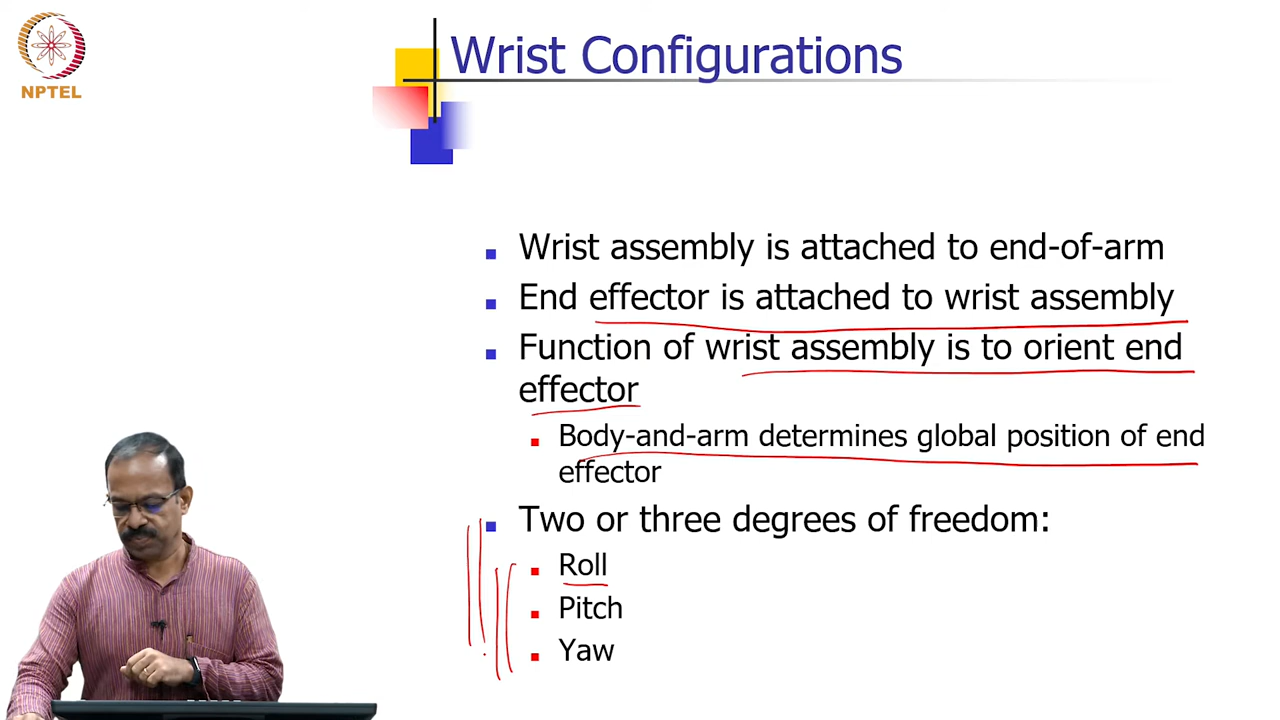 NPTEL
Wrist Configurations
Wrist assembly is attached to end-of-arm
End effector is attached to wrist assembly
Function of wrist assembly is to orient end
effector
Body-and-arm determines global position of end
effector
Two or three degrees of freedom:
Roll
Pitch
Yaw